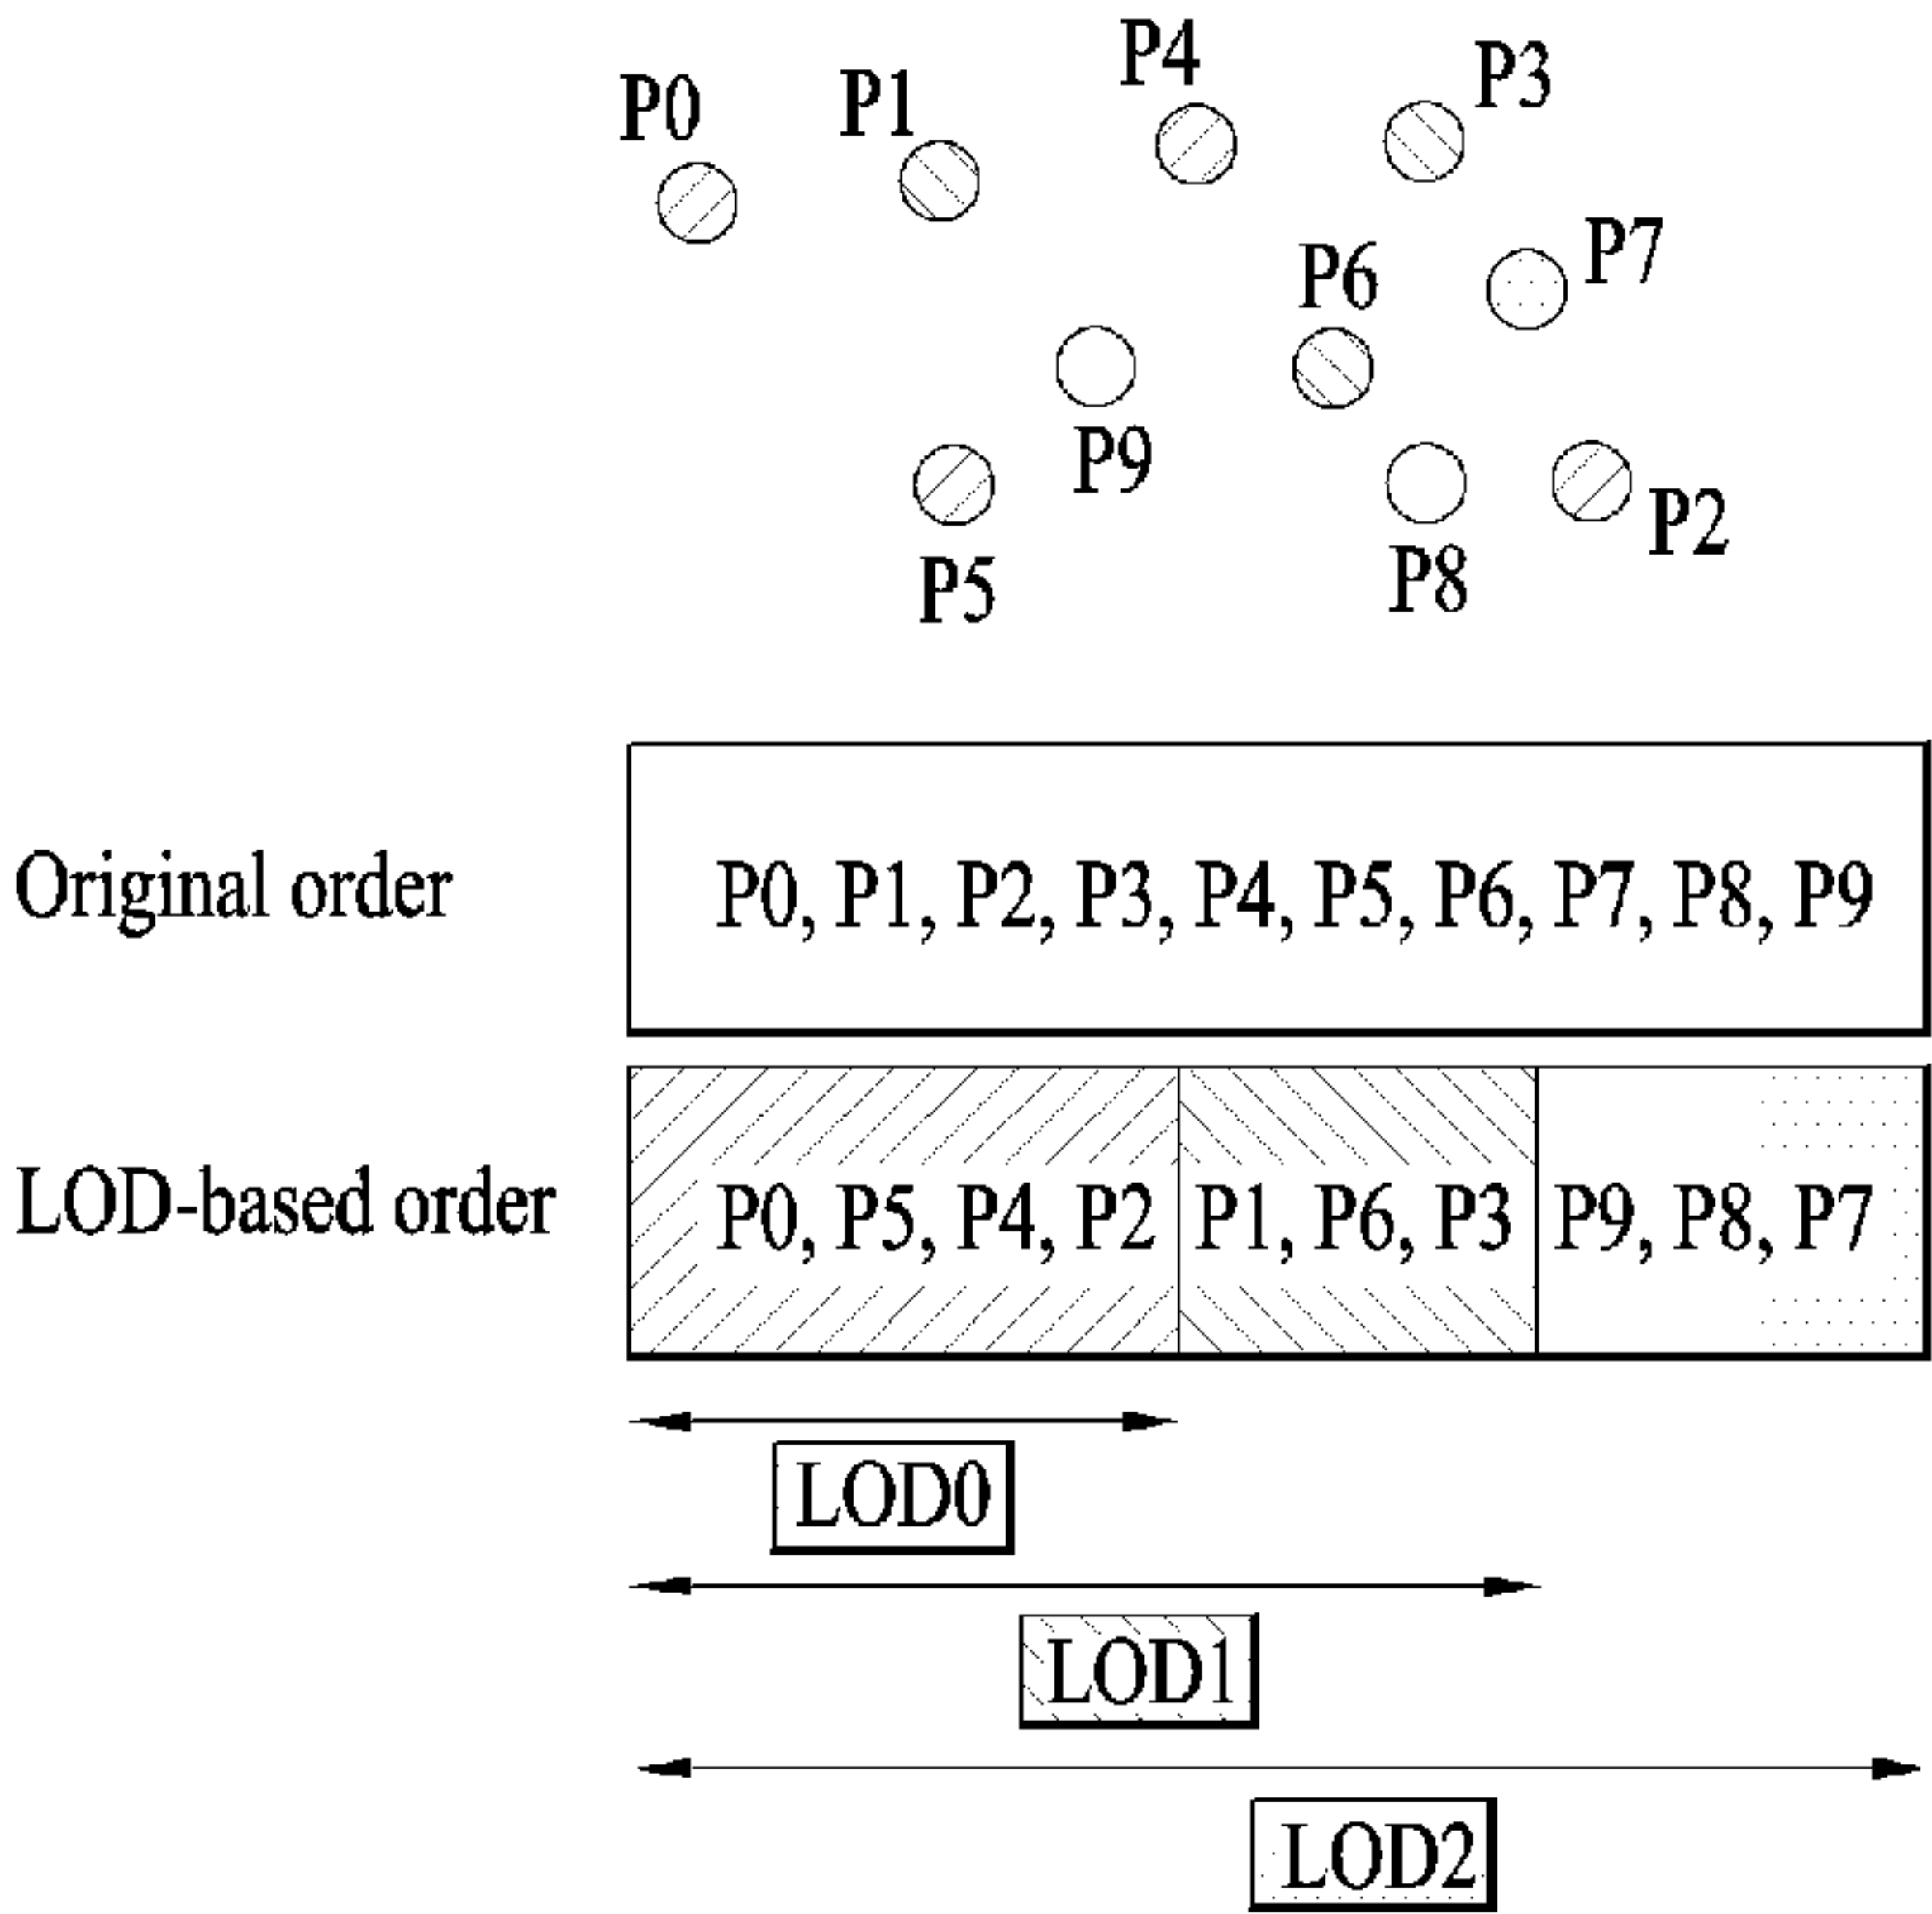 P4
P3
P0
P1
P7
P6
P9
P2
P5
P8
Original order
P0, P1, P2, P3, P4, P5, P6, P7, P8, P9
LOD-based order
P0, P5, P4, P2
P1, P6, P3
P9, P8, P7
LOD0
LOD1
LOD2